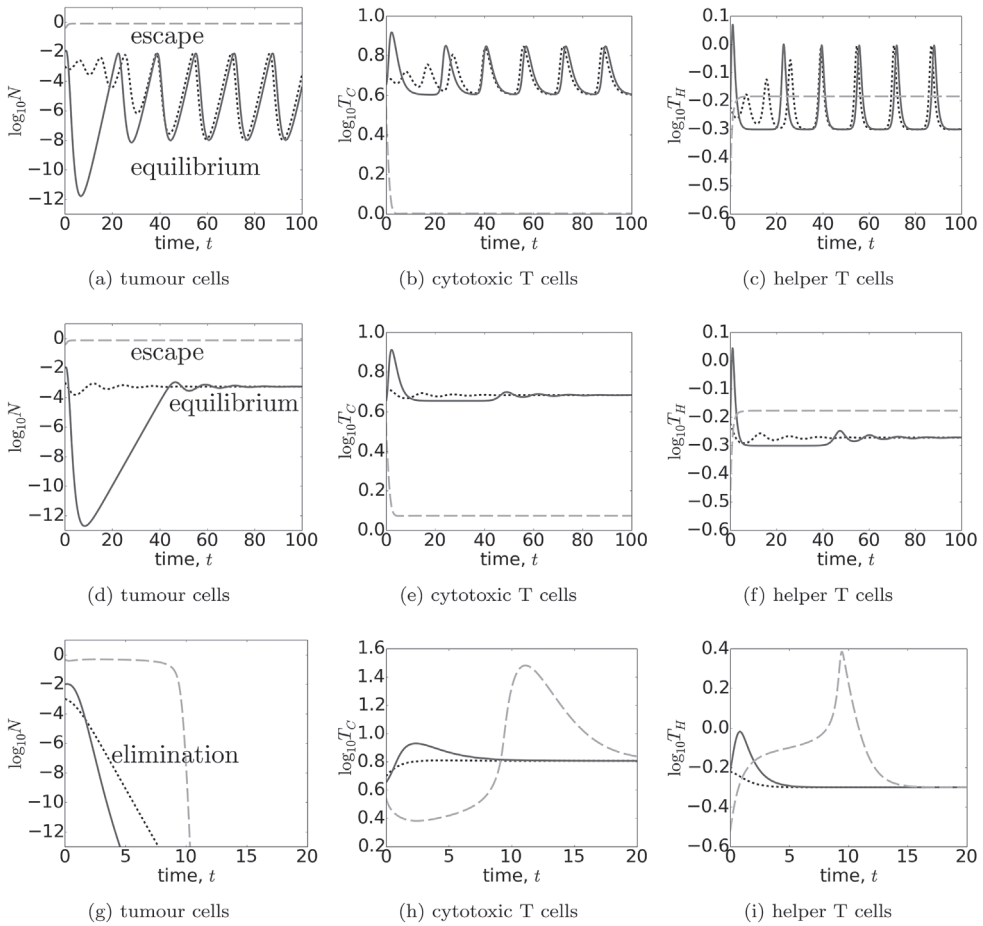 0
−2
−4
−6
−8
−10
−12
log10N
escape
equilibrium
0 20 40 60 80 100
time, t
(a) tumour cells
1.0
0.8
0.6
0.4
0.2
0.0
log10TC
0 20 40 60 80 100
time, t
(b) cytotoxic T cells
0.1
0.0
−0.1
−0.2
−0.3
−0.4
−0.5
−0.6
log10TH
0 20 40 60 80 100
time, t
(c) helper T cells
0
−2
−4
−6
−8
−10
−12
log10N
escape
equilibrium
0 20 40 60 80 100
time, t
(d) tumour cells
1.0
0.8
0.6
0.4
0.2
0.0
log10TC
0 20 40 60 80 100
time, t
(e) cytotoxic T cells
0.1
0.0
−0.1
−0.2
−0.3
−0.4
−0.5
−0.6
log10TH
0 20 40 60 80 100
time, t
(f) helper T cells
0
−2
−4
−6
−8
−10
−12
log10N
elimination
0 5 10 15 20
time, t
(g) tumour cells
1.6
1.4
1.2
1.0
0.8
0.6
0.4
0.2
log10TC
0 5 10 15 20
time, t
(h) cytotoxic T cells
0.4
0.2
0.0
−0.2
−0.4
−0.6
log10TH
0 5 10 15 20
time, t
(i) helper T cells